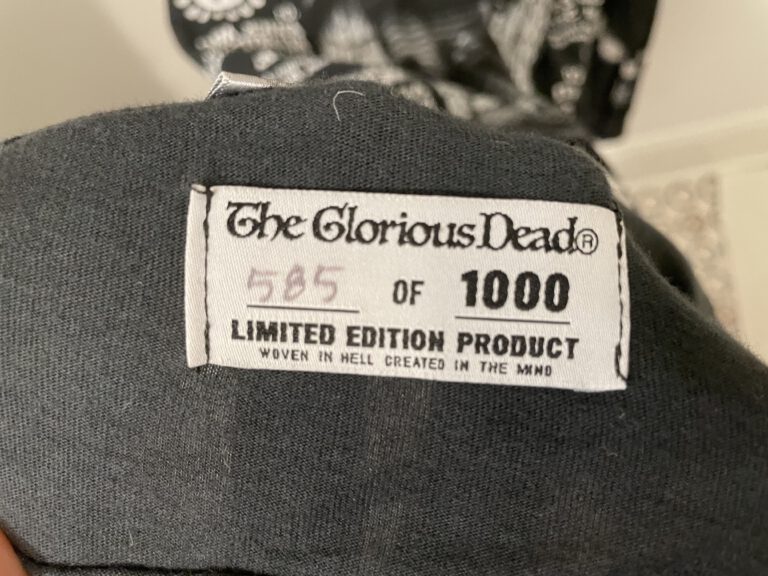 The Glorious Dead®
585 OF 1000
LIMITED EDITION PRODUCT
WOVEN IN HELL CREATED IN THE MIND